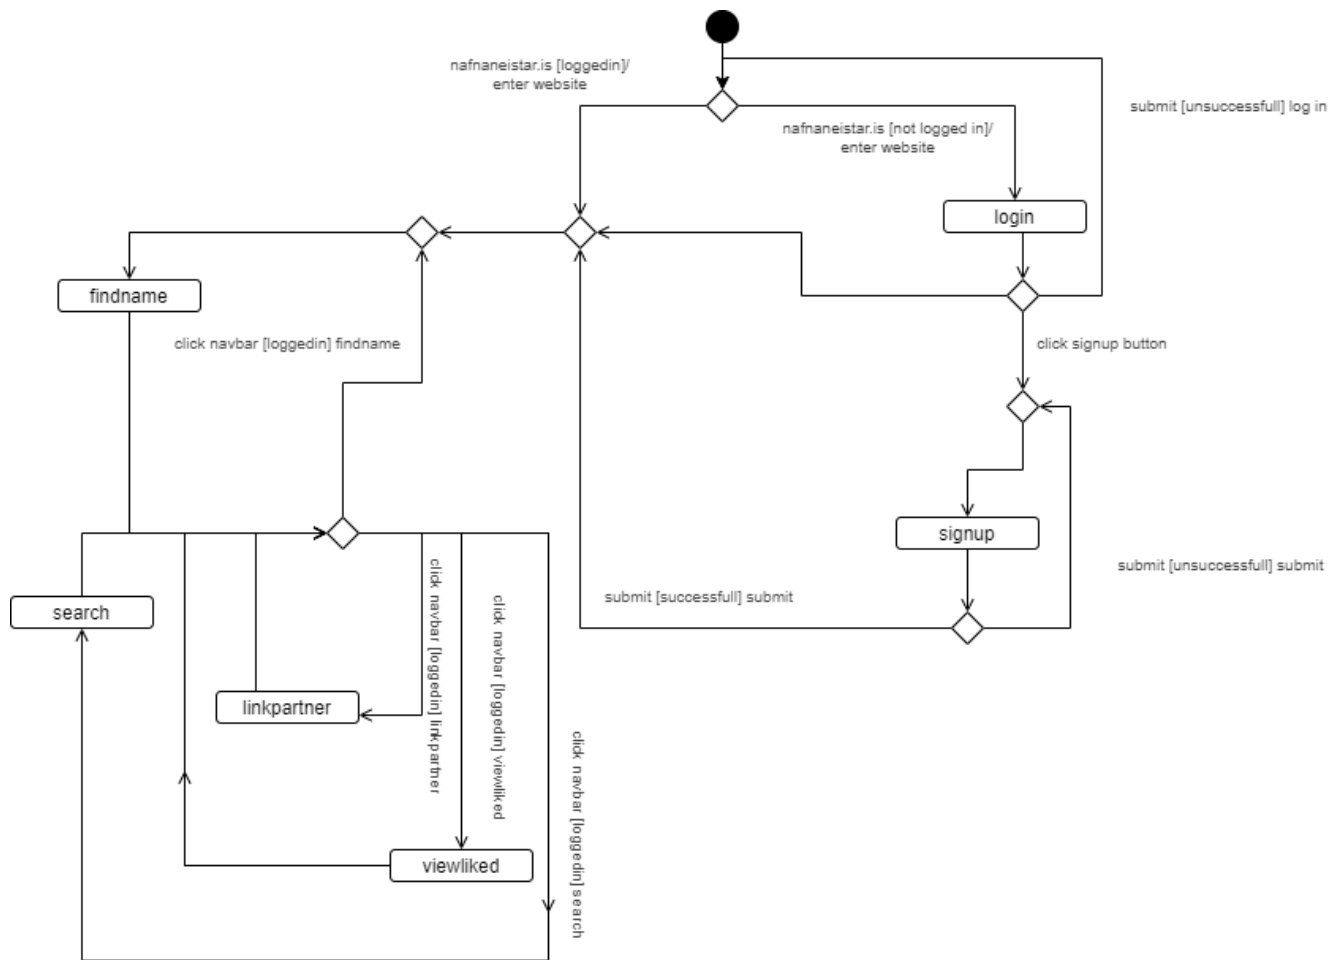 nafnaneistar.is [loggedin]/
enter website
submit [unsuccessfull] log in
nafnaneistar.is [not logged in]/
enter website
login
findname
click navbar [loggedin] findname
click signup button
signup
submit [unsuccessfull] submit
submit [successfull] submit
search
click navbar [loggedin] linkpartner
click navbar [loggedin] viewliked
linkpartner
click navbar [loggedin] search
viewliked